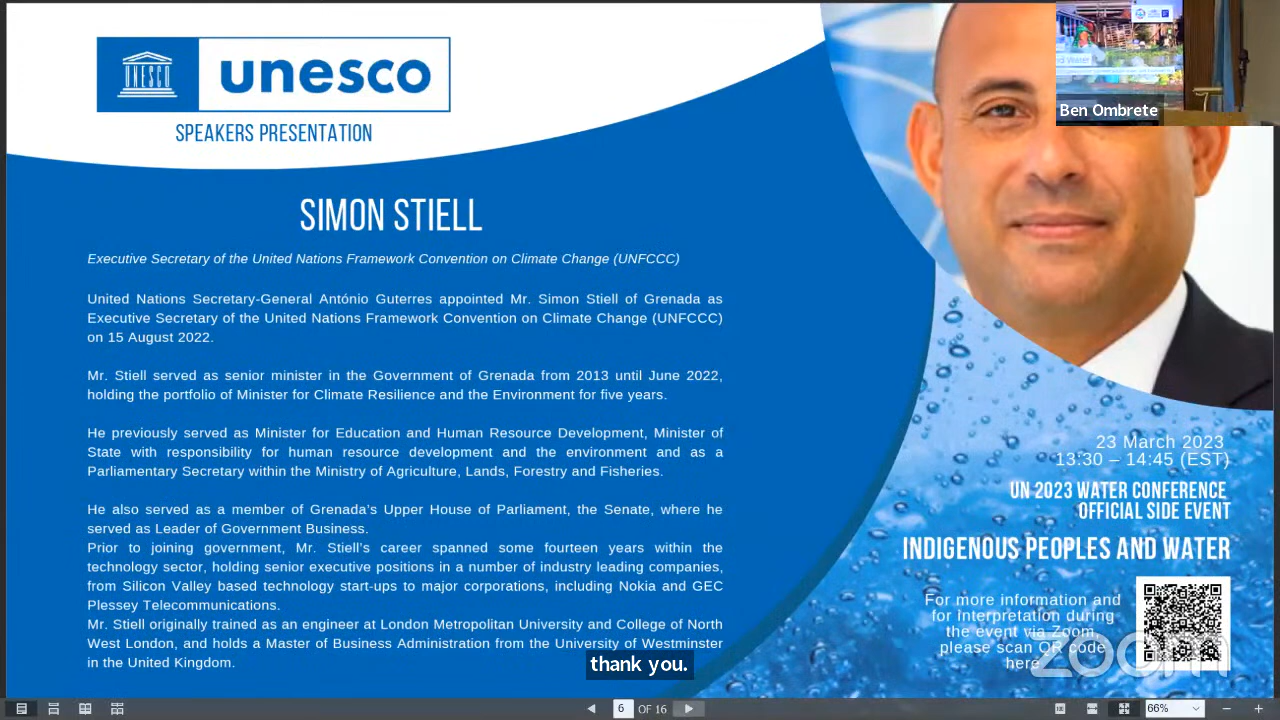 UNESCO
unesco
SPEAKERS PRESENTATION
Ben Ombrete
SIMON STIELL
Executive Secretary of the United Nations Framework Convention on Climate Change (UNFCCC)
United Nations Secretary-General António Guterres appointed Mr. Simon Stiell of Grenada as
Executive Secretary of the United Nations Framework Convention on Climate Change (UNFCCC)
on 15 August 2022.
Mr. Stiell served as senior minister in the Government of Grenada from 2013 until June 2022,
holding the portfolio of Minister for Climate Resilience and the Environment for five years.
He previously served as Minister for Education and Human Resource Development, Minister of
State with responsibility for human resource development and the environment and as a
Parliamentary Secretary within the Ministry of Agriculture, Lands, Forestry and Fisheries.
He also served as a member of Grenada's Upper House of Parliament, the Senate, where he
served as Leader of Government Business.
Prior to joining government, Mr. Stiell's career spanned some fourteen years within the
technology sector, holding senior executive positions in a number of industry leading companies,
from Silicon Valley based technology start-ups to major corporations, including Nokia and GEC
Plessey Telecommunications.
Mr. Stiell originally trained as an engineer at London Metropolitan University and College of North
West London, and holds a Master of Business Administration from the University of Westminster
in the United Kingdom.
thank you.
23 March 2023
13:30 – 14:45 (EST)
UN 2023 WATER CONFERENCE
OFFICIAL SIDE EVENT
INDIGENOUS PEOPLES AND WATER
For more information and
for interpretation during
the event via Zoom,
please scan QR code
here
zoom
6 OF 16
66%